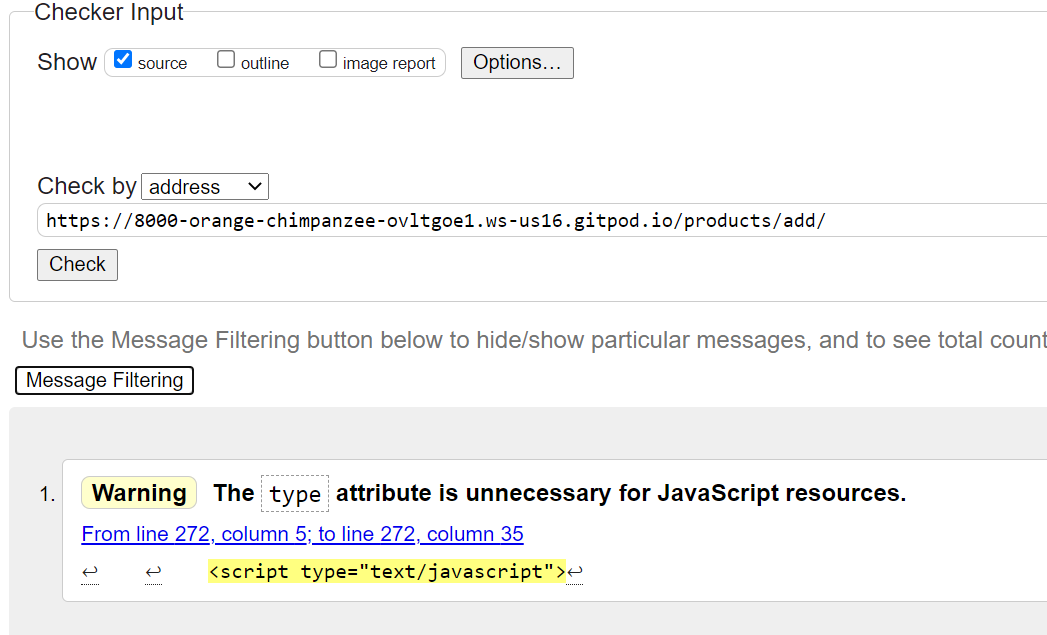 Checker Input
Show source outline image report Options...
Check by address
https://8000-orange-chimpanzee-ovltgoe1.ws-us16.gitpod.io/products/add/
Check
Use the Message Filtering button below to hide/show particular messages, and to see total count
Message Filtering
1. Warning The type attribute is unnecessary for JavaScript resources.
From line 272, column 5; to line 272, column 35
↩ ↩ <script type="text/javascript">↩